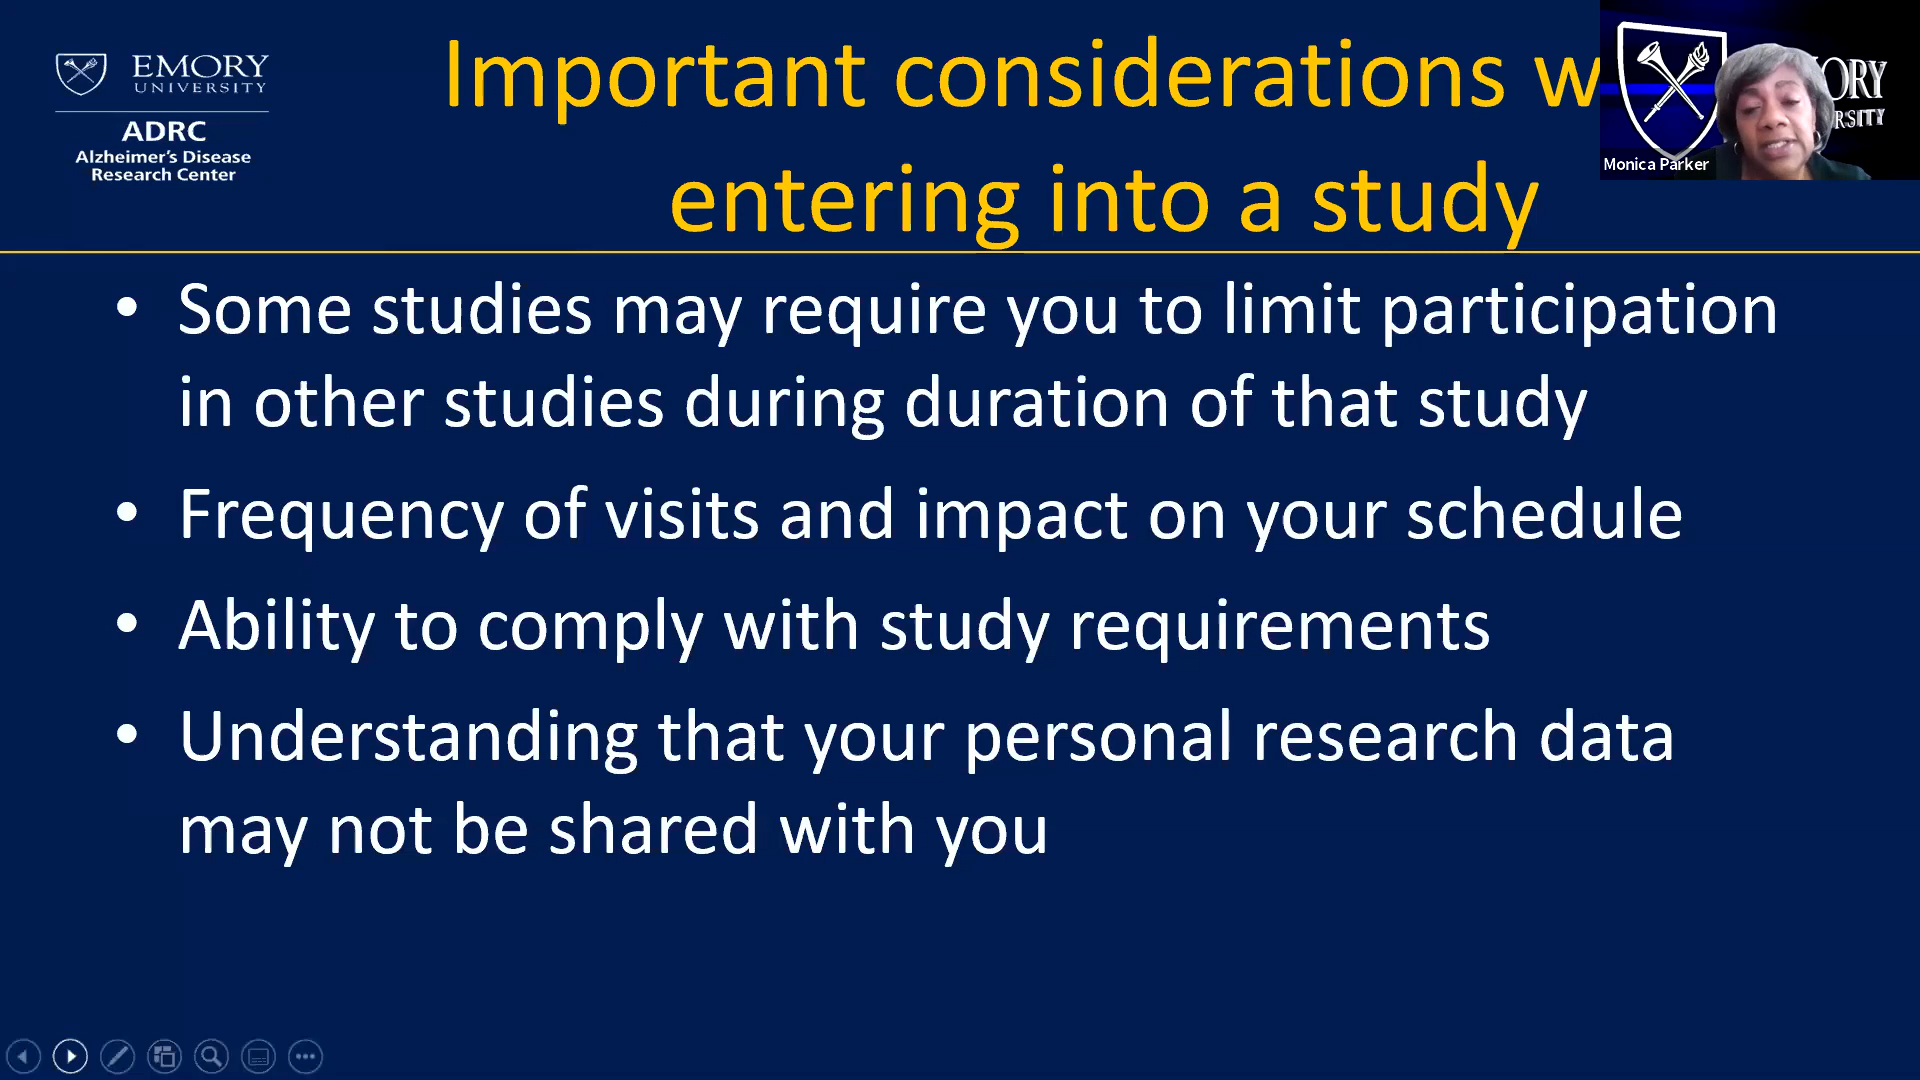 EMORY
UNIVERSITY
ADRC
Alzheimer's Disease
Research Center
Important considerations w
entering into a study
ORY
RSITY
Monica Parker
• Some studies may require you to limit participation
in other studies during duration of that study
• Frequency of visits and impact on your schedule
• Ability to comply with study requirements
• Understanding that your personal research data
may not be shared with you